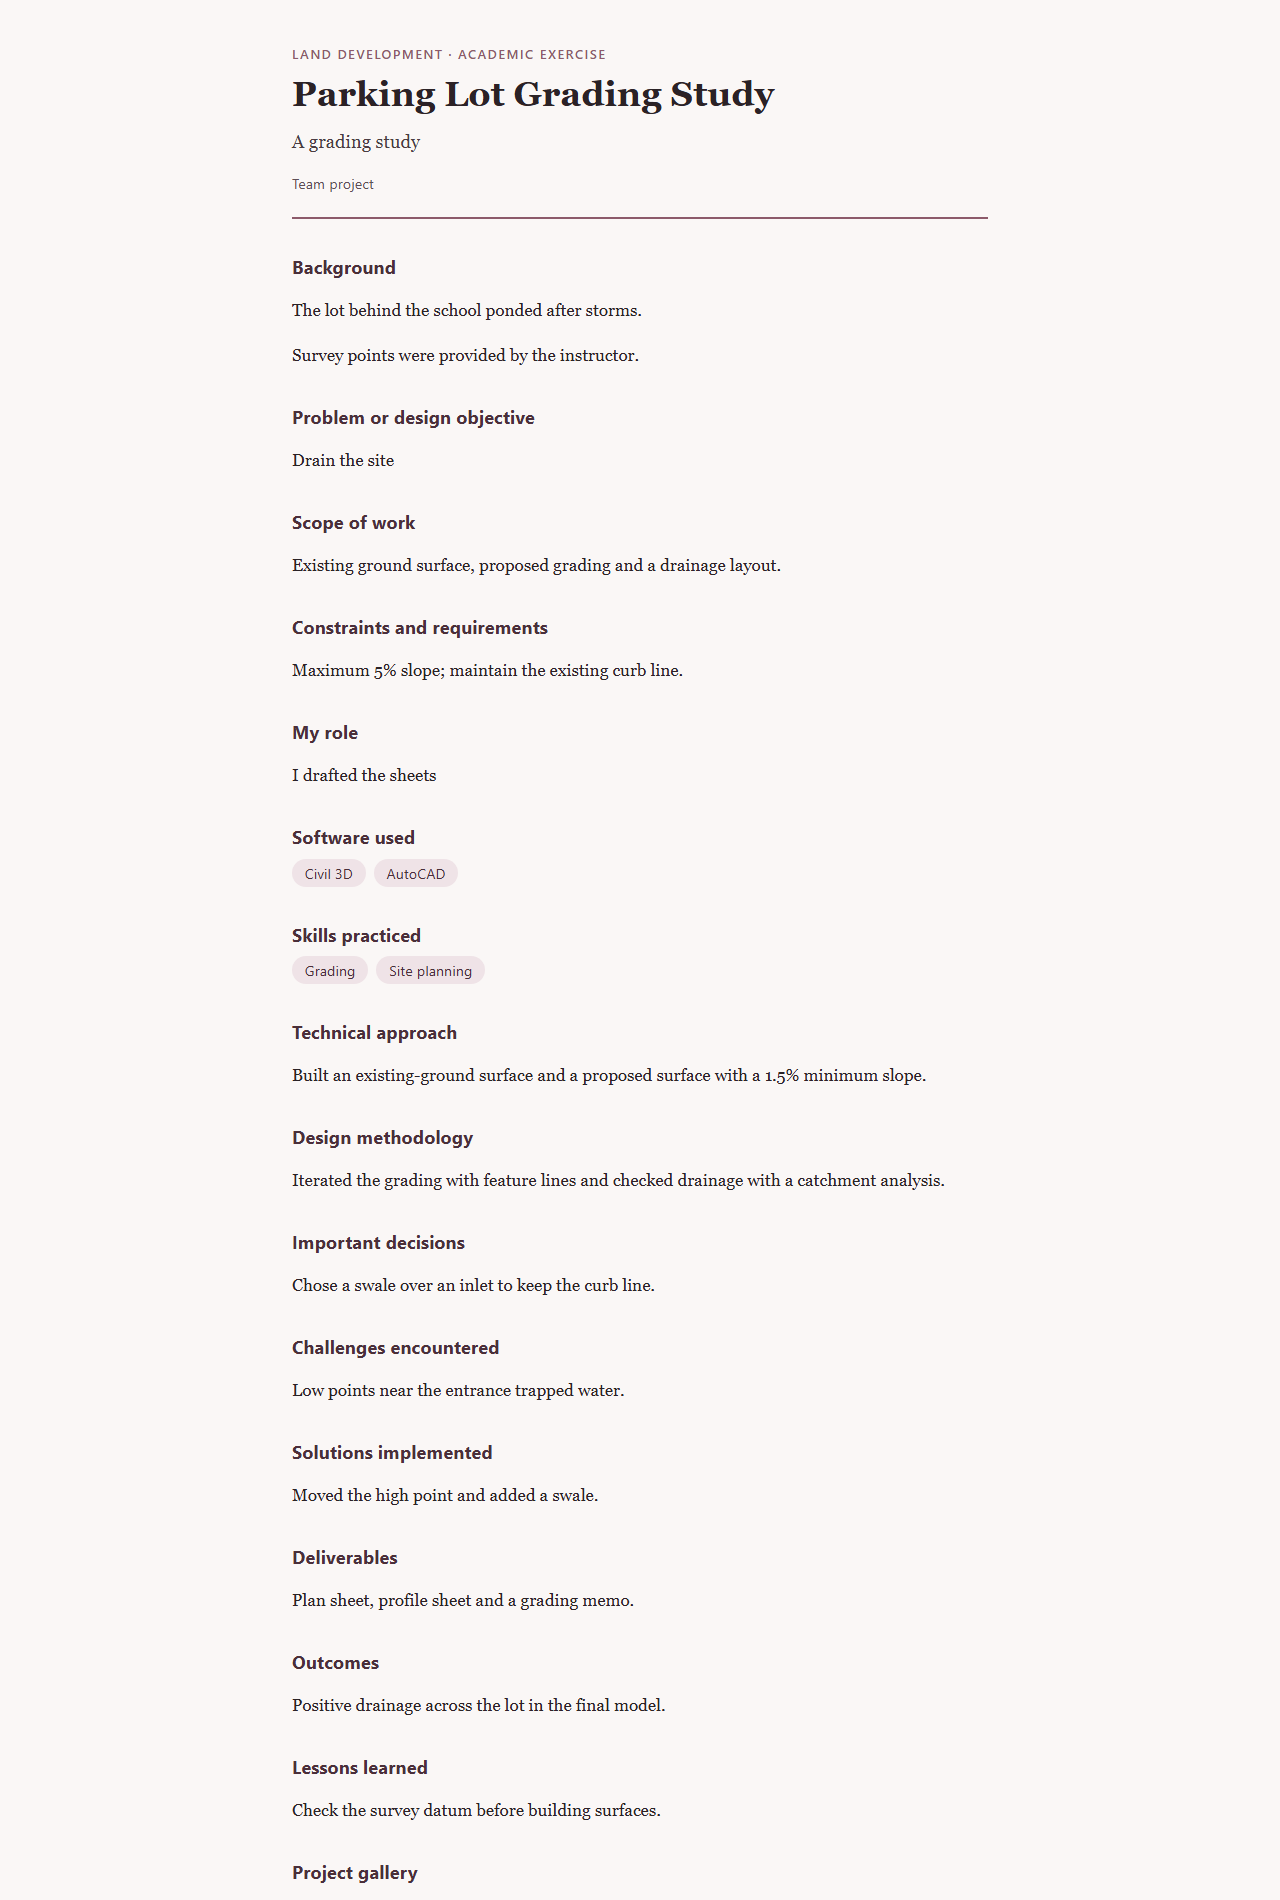 LAND DEVELOPMENT · ACADEMIC EXERCISE
Parking Lot Grading Study
A grading study
Team project
Background
The lot behind the school ponded after storms.
Survey points were provided by the instructor.
Problem or design objective
Drain the site
Scope of work
Existing ground surface, proposed grading and a drainage layout.
Constraints and requirements
Maximum 5% slope; maintain the existing curb line.
My role
I drafted the sheets
Software used
Civil 3D AutoCAD
Skills practiced
Grading Site planning
Technical approach
Built an existing-ground surface and a proposed surface with a 1.5% minimum slope.
Design methodology
Iterated the grading with feature lines and checked drainage with a catchment analysis.
Important decisions
Chose a swale over an inlet to keep the curb line.
Challenges encountered
Low points near the entrance trapped water.
Solutions implemented
Moved the high point and added a swale.
Deliverables
Plan sheet, profile sheet and a grading memo.
Outcomes
Positive drainage across the lot in the final model.
Lessons learned
Check the survey datum before building surfaces.
Project gallery